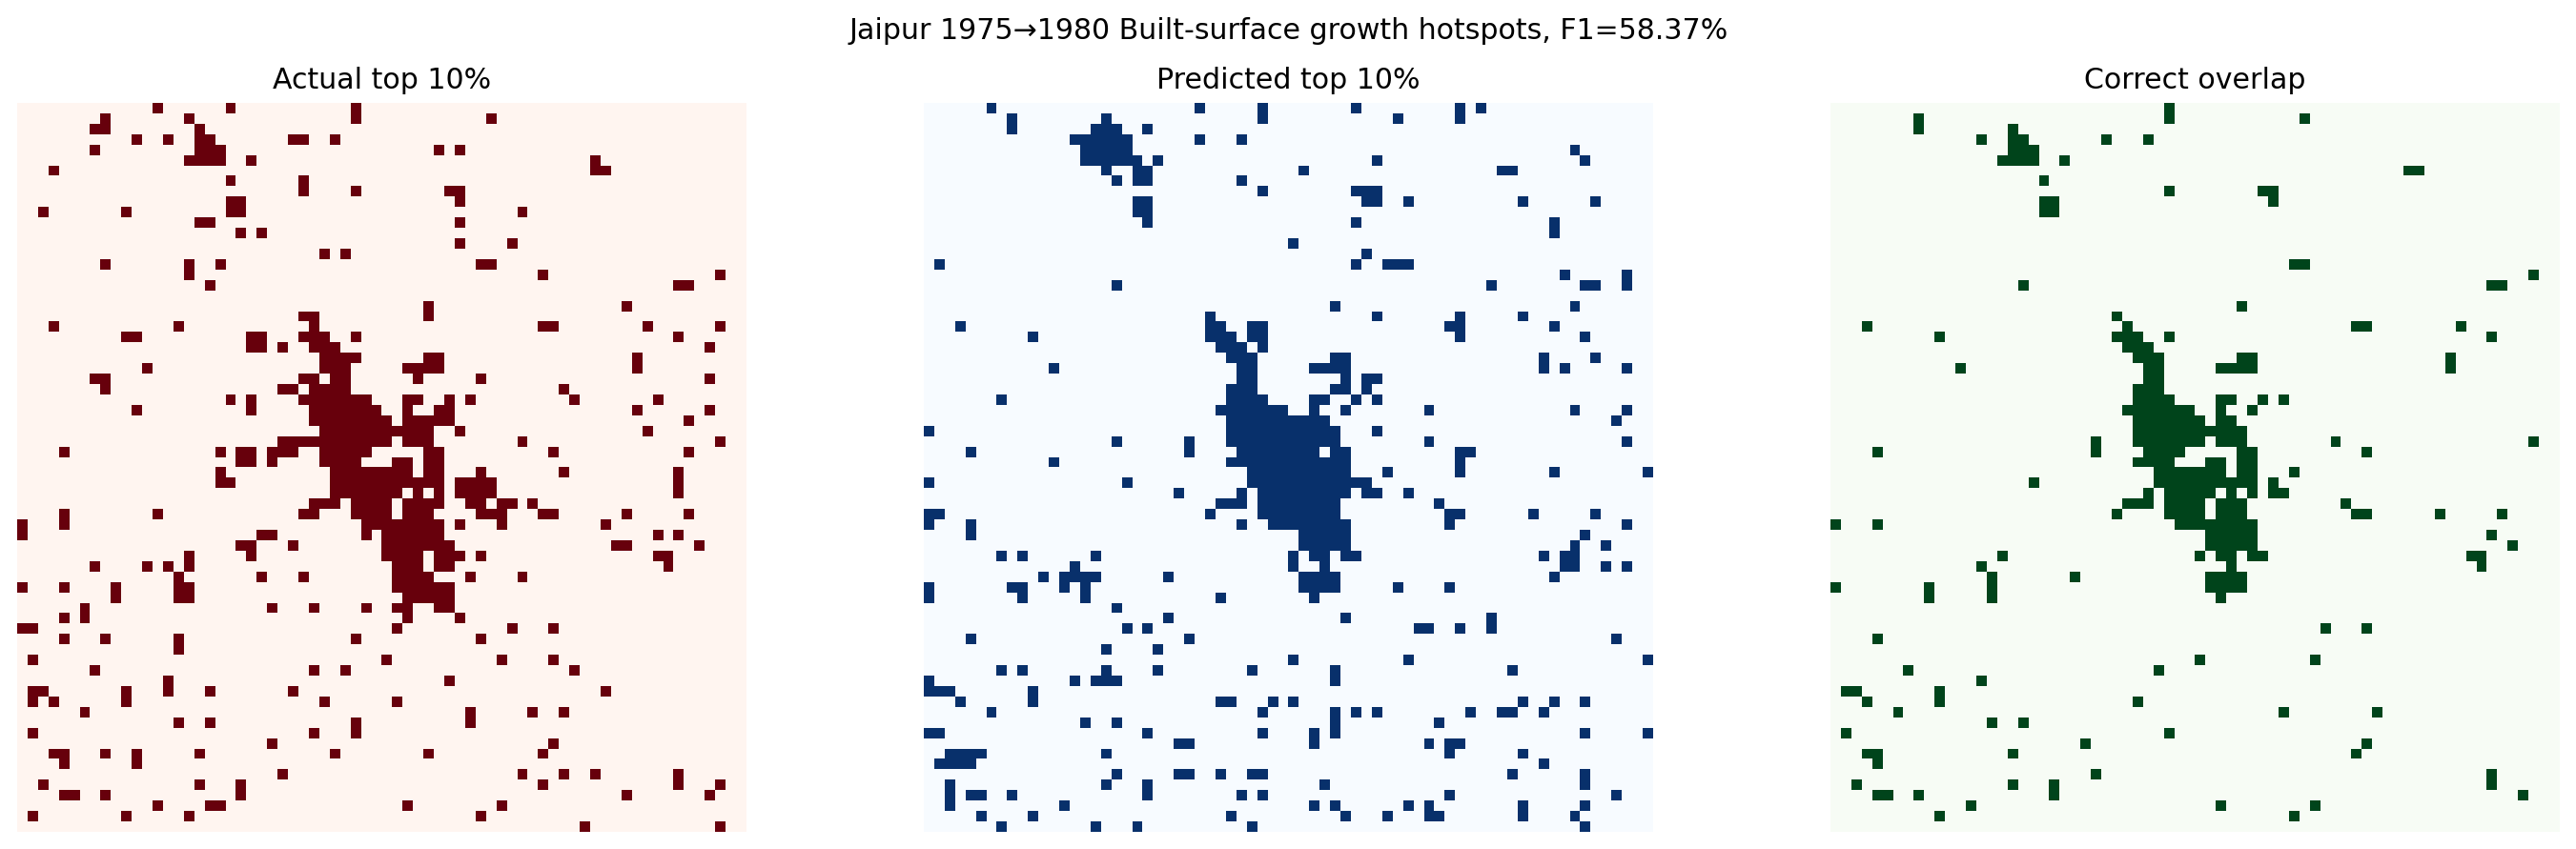 Jaipur 1975→1980 Built-surface growth hotspots, F1=58.37%
Actual top 10%
Predicted top 10%
Correct overlap